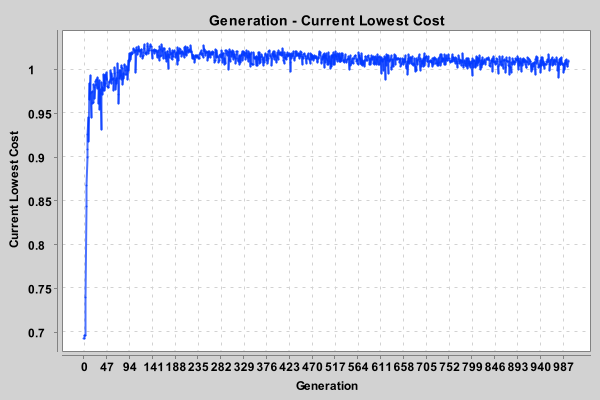 Generation - Current Lowest Cost
Current Lowest Cost
1
0.95
0.9
0.85
0.8
0.75
0.7
0 47 94 141 188 235 282 329 376 423 470 517 564 611 658 705 752 799 846 893 940 987
Generation